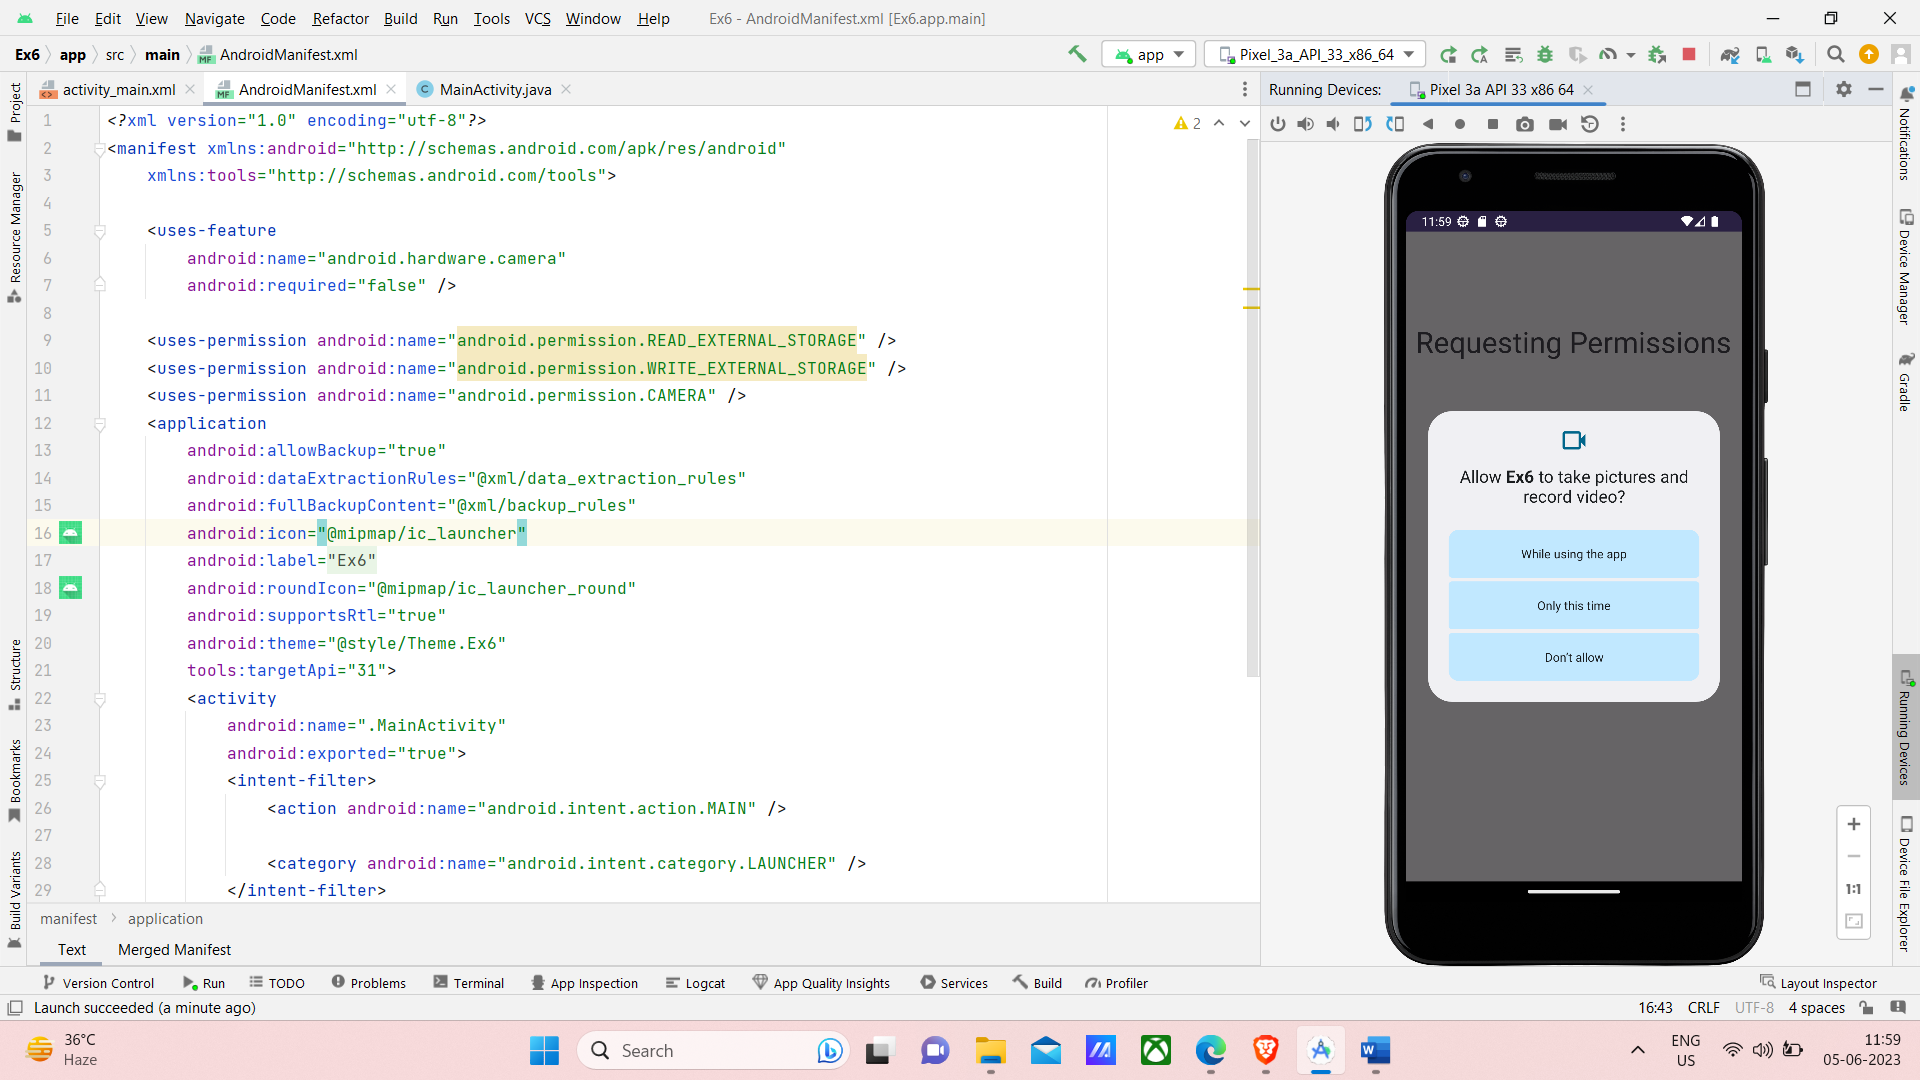 File Edit View Navigate Code Refactor Build Run Tools VCS Window Help Ex6 - AndroidManifest.xml [Ex6.app.main]
Ex6 app src main AndroidManifest.xml app Pixel_3a_API_33_x86_64
activity_main.xml AndroidManifest.xml MainActivity.java Running Devices: Pixel 3a API 33 x86 64
Project
Resource Manager
Structure
Bookmarks
Build Variants
2
1 <?xml version="1.0" encoding="utf-8"?>
2 <manifest xmlns:android="http://schemas.android.com/apk/res/android"
3 xmlns:tools="http://schemas.android.com/tools">
4
5 <uses-feature
6 android:name="android.hardware.camera"
7 android:required="false" />
8
9 <uses-permission android:name="android.permission.READ_EXTERNAL_STORAGE" />
10 <uses-permission android:name="android.permission.WRITE_EXTERNAL_STORAGE" />
11 <uses-permission android:name="android.permission.CAMERA" />
12 <application
13 android:allowBackup="true"
14 android:dataExtractionRules="@xml/data_extraction_rules"
15 android:fullBackupContent="@xml/backup_rules"
16 android:icon="@mipmap/ic_launcher"
17 android:label="Ex6"
18 android:roundIcon="@mipmap/ic_launcher_round"
19 android:supportsRtl="true"
20 android:theme="@style/Theme.Ex6"
21 tools:targetApi="31">
22 <activity
23 android:name=".MainActivity"
24 android:exported="true">
25 <intent-filter>
26 <action android:name="android.intent.action.MAIN" />
27
28 <category android:name="android.intent.category.LAUNCHER" />
29 </intent-filter>
manifest application
Text Merged Manifest
11:59
Requesting Permissions
Allow Ex6 to take pictures and
record video?
While using the app
Only this time
Don't allow
1:1
Notifications
Device Manager
Gradle
Running Devices
Device File Explorer
Version Control Run TODO Problems Terminal App Inspection Logcat App Quality Insights Services Build Profiler Layout Inspector
Launch succeeded (a minute ago) 16:43 CRLF UTF-8 4 spaces
36°C
Haze
Search
ENG
US
11:59
05-06-2023